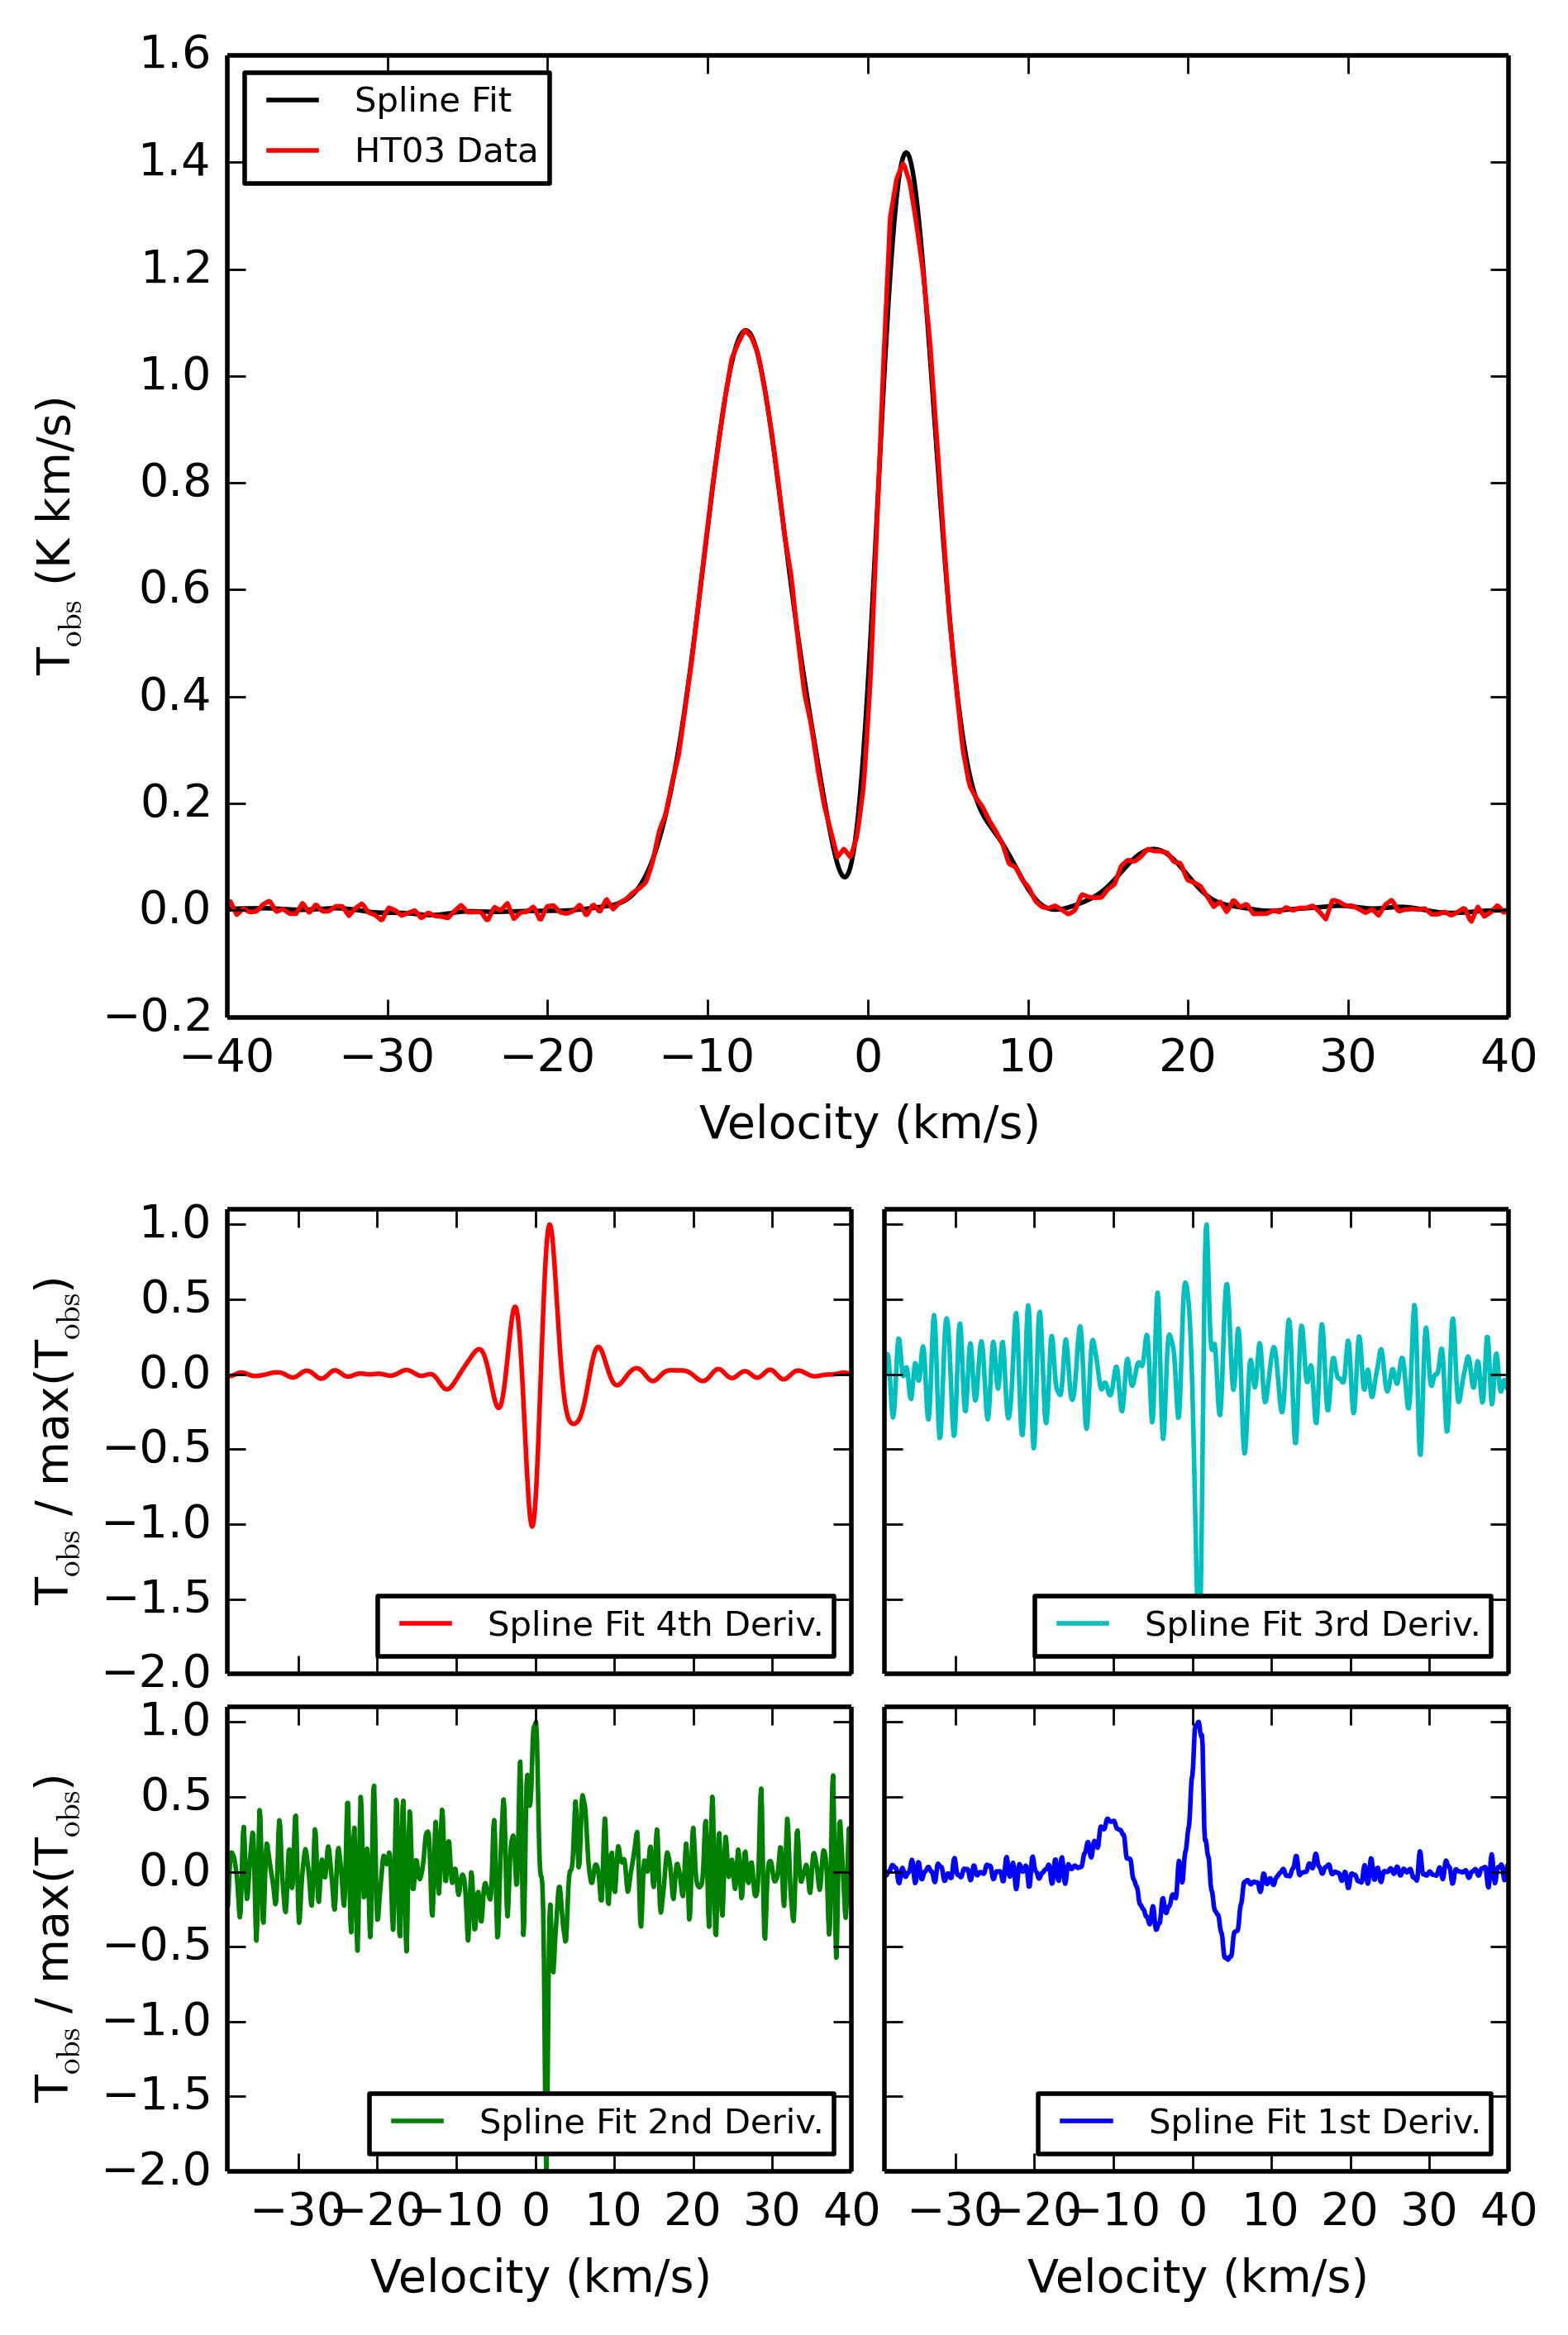 1.6
1.4
1.2
1.0
0.8
0.6
0.4
0.2
0.0
−0.2
T_obs (K km/s)
Spline Fit
HT03 Data
−40 −30 −20 −10 0 10 20 30 40
Velocity (km/s)
1.0
0.5
0.0
−0.5
−1.0
−1.5
−2.0
T_obs / max(T_obs)
Spline Fit 4th Deriv.
Spline Fit 3rd Deriv.
1.0
0.5
0.0
−0.5
−1.0
−1.5
−2.0
T_obs / max(T_obs)
Spline Fit 2nd Deriv.
Spline Fit 1st Deriv.
−30 −20 −10 0 10 20 30 40
−30 −20 −10 0 10 20 30 40
Velocity (km/s)
Velocity (km/s)